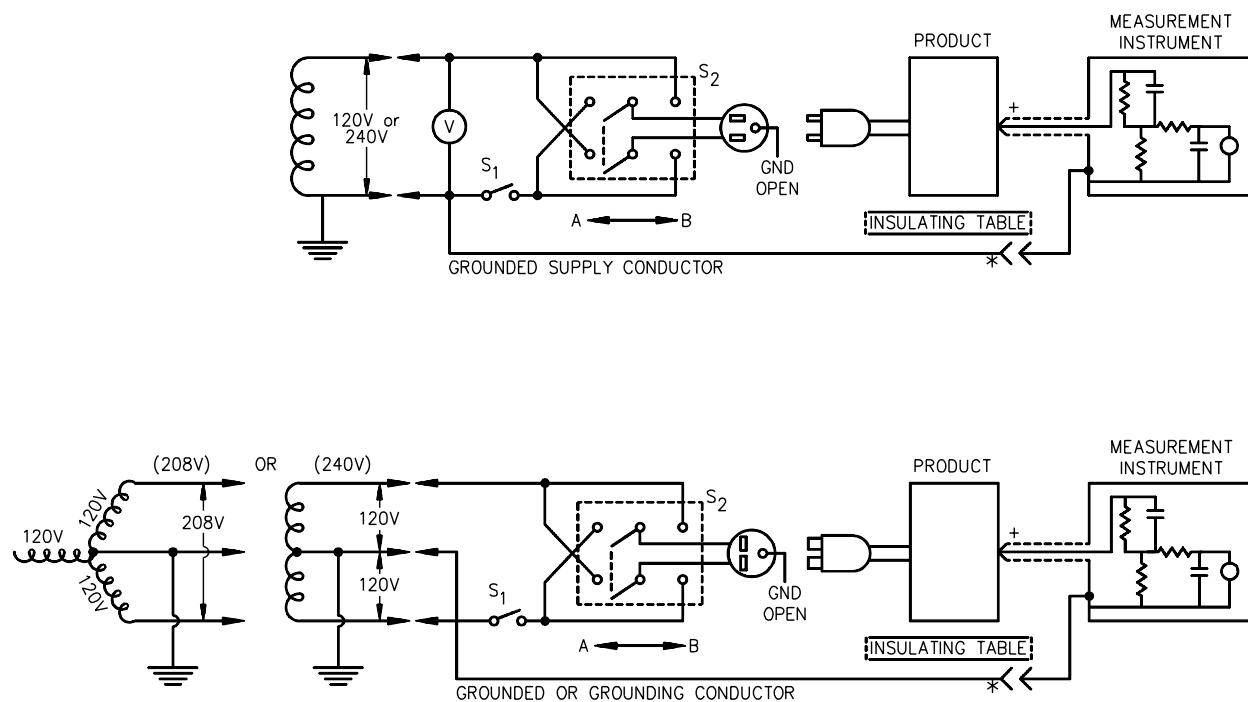 MEASUREMENT
INSTRUMENT
PRODUCT
S2
+
120V or
240V
V
S1
GND
OPEN
A B
INSULATING TABLE
*
GROUNDED SUPPLY CONDUCTOR
MEASUREMENT
INSTRUMENT
(208V) OR (240V)
PRODUCT
S2
120V
120V
208V
120V
+
120V
120V
S1
GND
OPEN
A B
INSULATING TABLE
*
GROUNDED OR GROUNDING CONDUCTOR